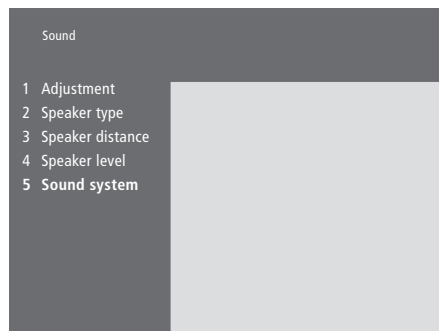 Sound
1 Adjustment
2 Speaker type
3 Speaker distance
4 Speaker level
5 Sound system